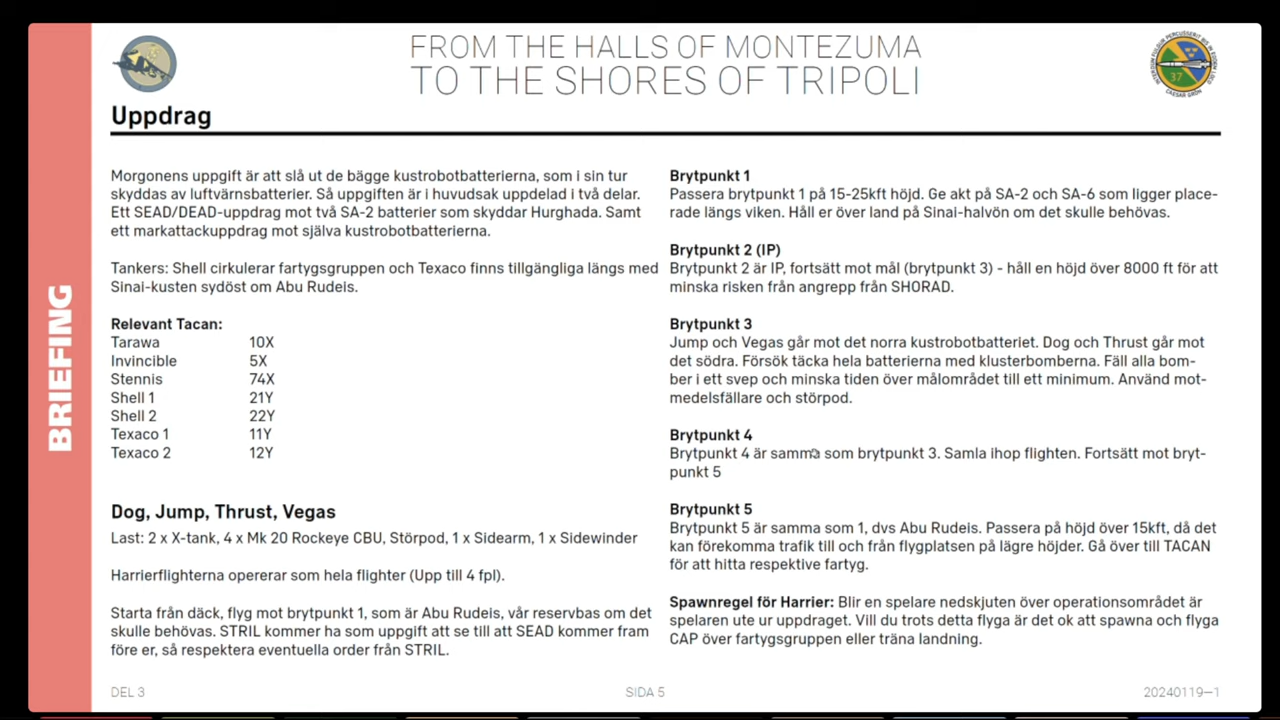 FROM THE HALLS OF MONTEZUMA
TO THE SHORES OF TRIPOLI
Uppdrag
BRIEFING
Morgonens uppgift är att slå ut de bägge kustrobotbatterierna, som i sin tur
skyddas av luftvärnsbatterier. Så uppgiften är i huvudsak uppdelad i två delar.
Ett SEAD/DEAD-uppdrag mot två SA-2 batterier som skyddar Hurghada. Samt
ett markattackuppdrag mot själva kustrobotbatterierna.
Tankers: Shell cirkulerar fartygsgruppen och Texaco finns tillgängliga längs med
Sinai-kusten sydöst om Abu Rudeis.
Relevant Tacan:
Tarawa 10X
Invincible 5X
Stennis 74X
Shell 1 21Y
Shell 2 22Y
Texaco 1 11Y
Texaco 2 12Y
Dog, Jump, Thrust, Vegas
Last: 2 x X-tank, 4 x Mk 20 Rockeye CBU, Störpod, 1 x Sidearm, 1 x Sidewinder
Harrierflighterna opererar som hela flighter (Upp till 4 fpl).
Starta från däck, flyg mot brytpunkt 1, som är Abu Rudeis, vår reservbas om det
skulle behövas. STRIL kommer ha som uppgift att se till att SEAD kommer fram
före er, så respektera eventuella order från STRIL.
Brytpunkt 1
Passera brytpunkt 1 på 15-25kft höjd. Ge akt på SA-2 och SA-6 som ligger place-
rade längs viken. Håll er över land på Sinai-halvön om det skulle behövas.
Brytpunkt 2 (IP)
Brytpunkt 2 är IP, fortsätt mot mål (brytpunkt 3) - håll en höjd över 8000 ft för att
minska risken från angrepp från SHORAD.
Brytpunkt 3
Jump och Vegas går mot det norra kustrobotbatteriet. Dog och Thrust går mot
det södra. Försök täcka hela batterierna med klusterbomberna. Fäll alla bom-
ber i ett svep och minska tiden över målområdet till ett minimum. Använd mot-
medelsfällare och störpod.
Brytpunkt 4
Brytpunkt 4 är samma som brytpunkt 3. Samla ihop flighten. Fortsätt mot bryt-
punkt 5
Brytpunkt 5
Brytpunkt 5 är samma som 1, dvs Abu Rudeis. Passera på höjd över 15kft, då det
kan förekomma trafik till och från flygplatsen på lägre höjder. Gå över till TACAN
för att hitta respektive fartyg.
Spawnregel för Harrier: Blir en spelare nedskjuten över operationsområdet är
spelaren ute ur uppdraget. Vill du trots detta flyga är det ok att spawna och flyga
CAP över fartygsgruppen eller träna landning.
DEL 3
SIDA 5
20240119–1
37
CAESAR GRÖN